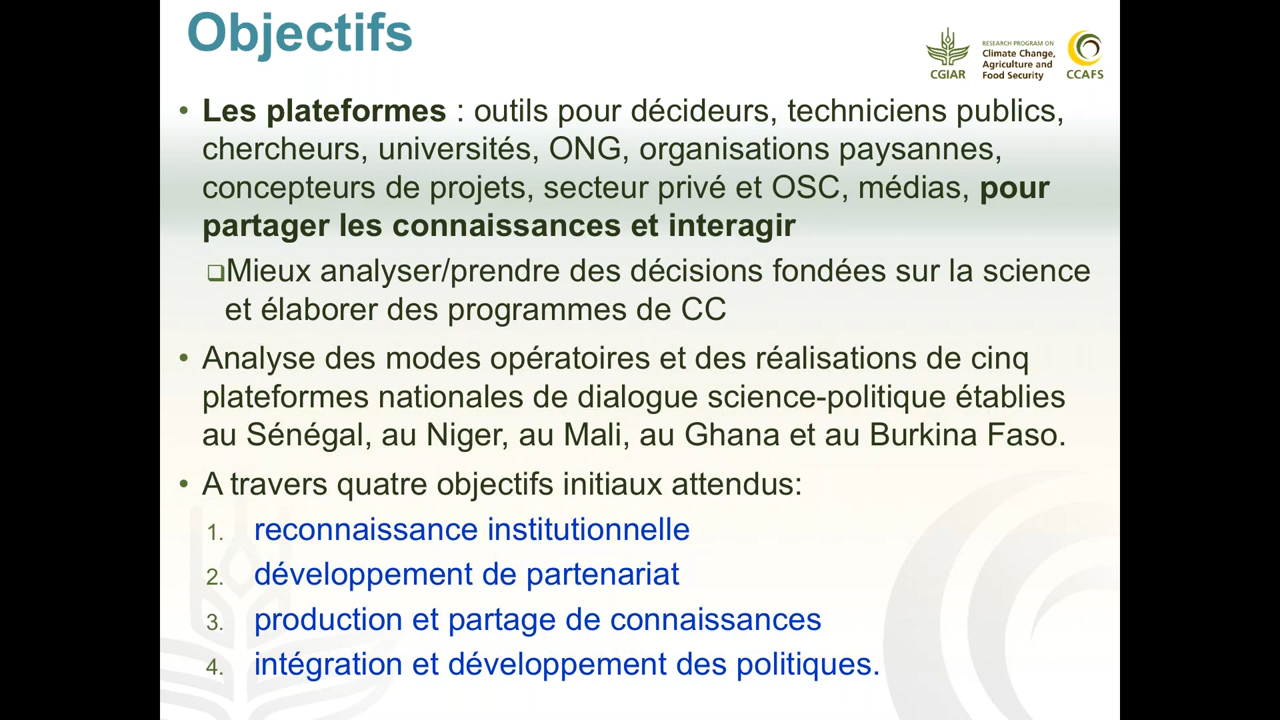 Objectifs
CGIAR
RESEARCH PROGRAM ON
Climate Change,
Agriculture and
Food Security
CCAFS
• Les plateformes : outils pour décideurs, techniciens publics,
chercheurs, universités, ONG, organisations paysannes,
concepteurs de projets, secteur privé et OSC, médias, pour
partager les connaissances et interagir
❑Mieux analyser/prendre des décisions fondées sur la science
et élaborer des programmes de CC
• Analyse des modes opératoires et des réalisations de cinq
plateformes nationales de dialogue science-politique établies
au Sénégal, au Niger, au Mali, au Ghana et au Burkina Faso.
• A travers quatre objectifs initiaux attendus:
1. reconnaissance institutionnelle
2. développement de partenariat
3. production et partage de connaissances
4. intégration et développement des politiques.